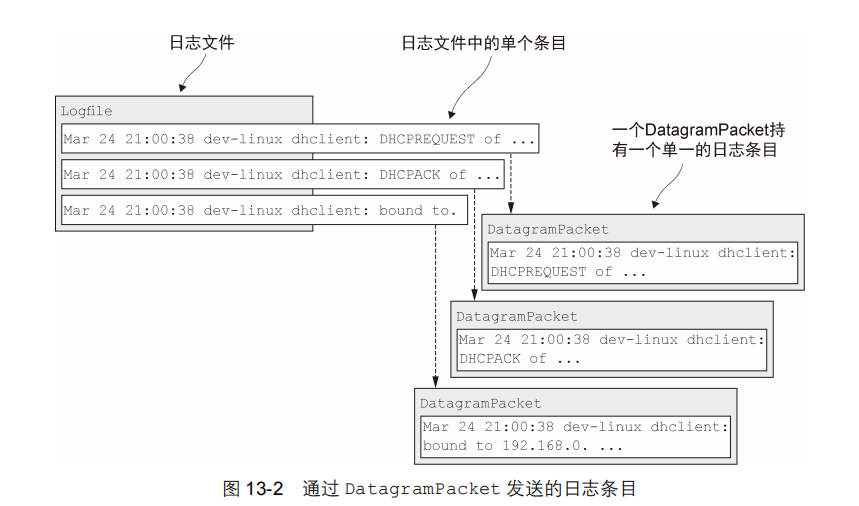 日志文件
日志文件中的单个条目
Logfile
Mar 24 21:00:38 dev-linux dhclient: DHCPREQUEST of ...
Mar 24 21:00:38 dev-linux dhclient: DHCPACK of ...
Mar 24 21:00:38 dev-linux dhclient: bound to.
一个DatagramPacket持
有一个单一的日志条目
DatagramPacket
Mar 24 21:00:38 dev-linux dhclient:
DHCPREQUEST of ...
DatagramPacket
Mar 24 21:00:38 dev-linux dhclient:
DHCPACK of ...
DatagramPacket
Mar 24 21:00:38 dev-linux dhclient:
bound to 192.168.0. ...
图 13-2 通过 DatagramPacket 发送的日志条目